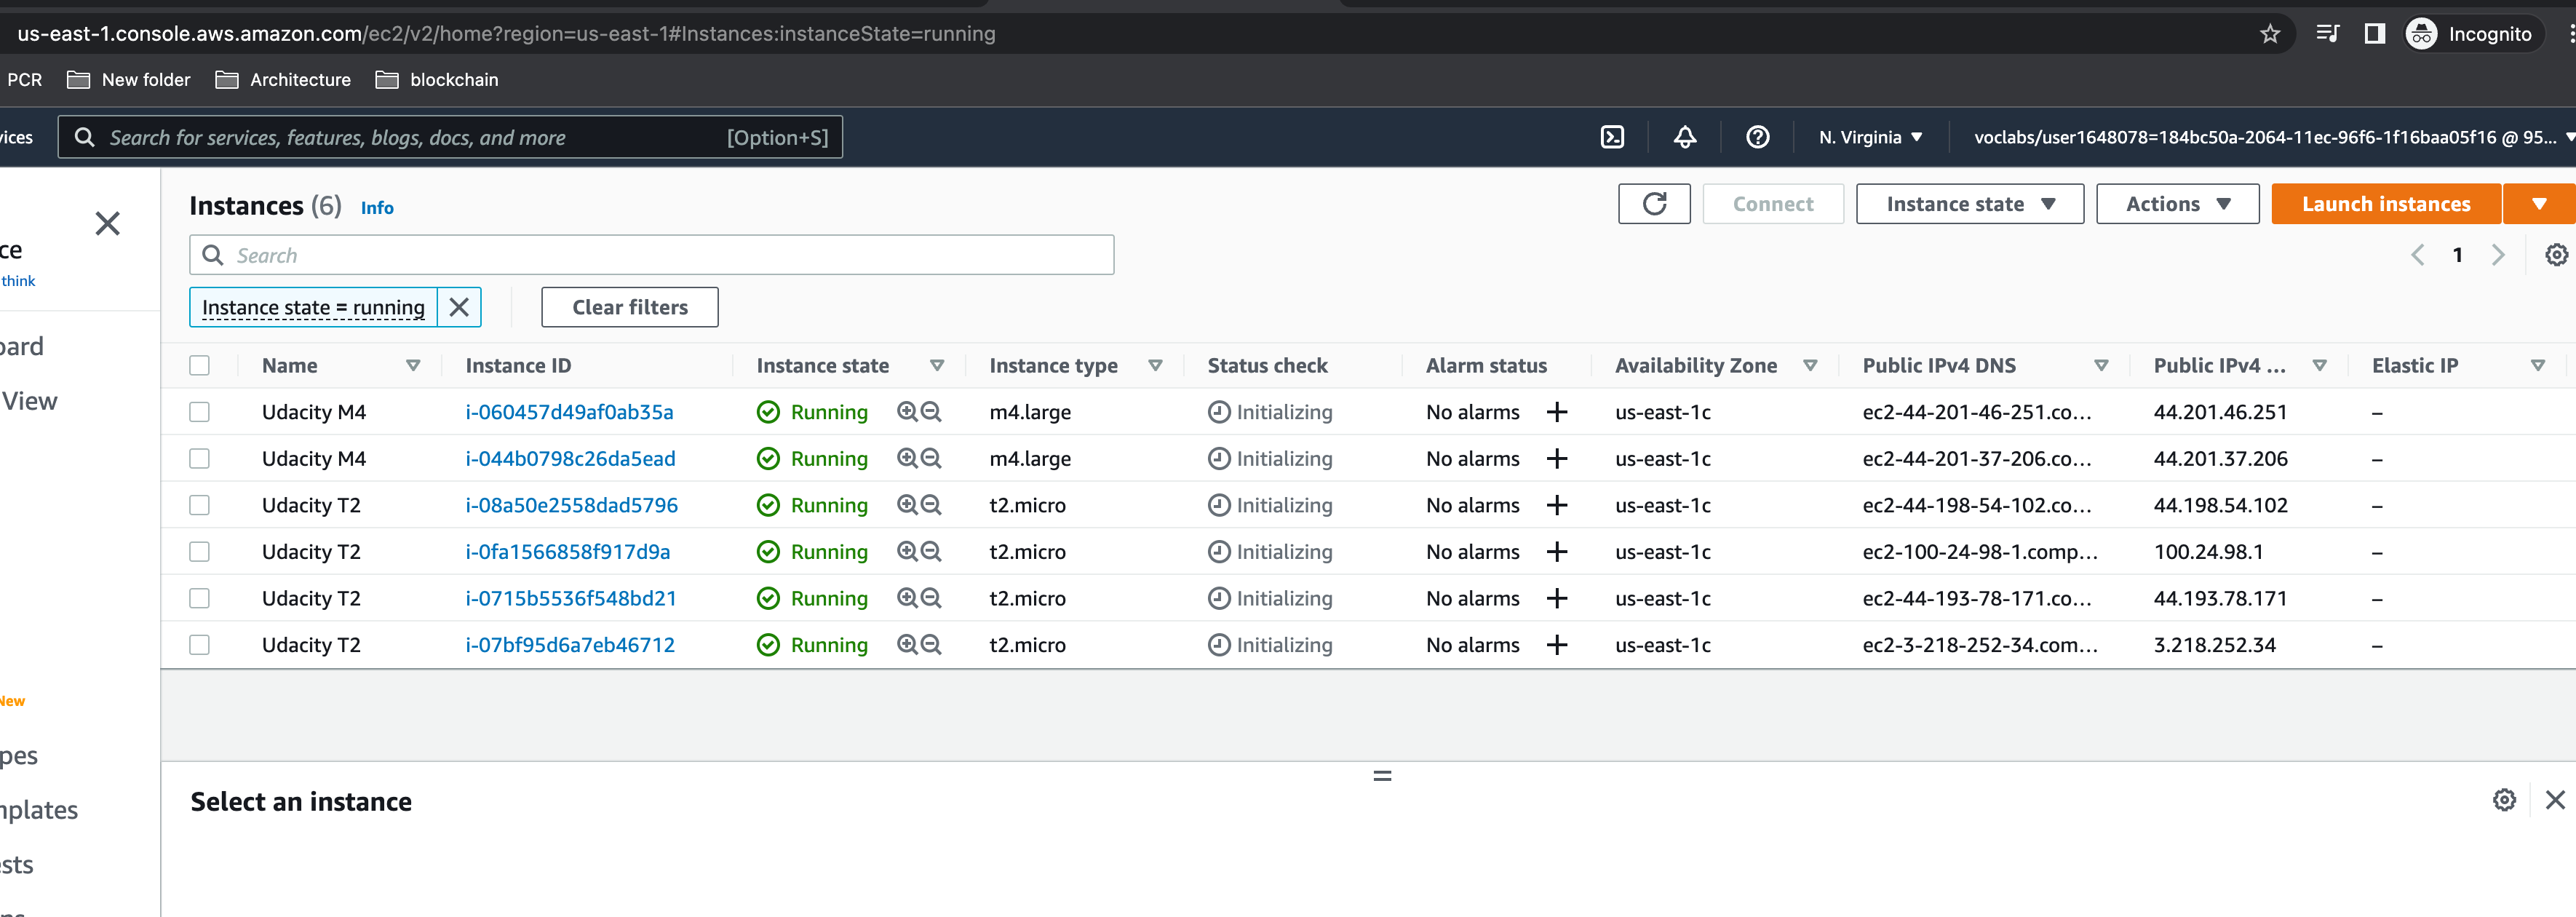 us-east-1.console.aws.amazon.com/ec2/v2/home?region=us-east-1#Instances:instanceState=running Incognito
PCR New folder Architecture blockchain
vices Search for services, features, blogs, docs, and more [Option+S] N. Virginia voclabs/user1648078=184bc50a-2064-11ec-96f6-1f16baa05f16 @ 95...
Instances (6) Info Connect Instance state Actions Launch instances
ce
think
Search 1
Instance state = running Clear filters
oard
View
New
pes
mplates
ests
ons
Name Instance ID Instance state Instance type Status check Alarm status Availability Zone Public IPv4 DNS Public IPv4 ... Elastic IP
Udacity M4 i-060457d49af0ab35a Running m4.large Initializing No alarms + us-east-1c ec2-44-201-46-251.co... 44.201.46.251 –
Udacity M4 i-044b0798c26da5ead Running m4.large Initializing No alarms + us-east-1c ec2-44-201-37-206.co... 44.201.37.206 –
Udacity T2 i-08a50e2558dad5796 Running t2.micro Initializing No alarms + us-east-1c ec2-44-198-54-102.co... 44.198.54.102 –
Udacity T2 i-0fa1566858f917d9a Running t2.micro Initializing No alarms + us-east-1c ec2-100-24-98-1.comp... 100.24.98.1 –
Udacity T2 i-0715b5536f548bd21 Running t2.micro Initializing No alarms + us-east-1c ec2-44-193-78-171.co... 44.193.78.171 –
Udacity T2 i-07bf95d6a7eb46712 Running t2.micro Initializing No alarms + us-east-1c ec2-3-218-252-34.com... 3.218.252.34 –
Select an instance